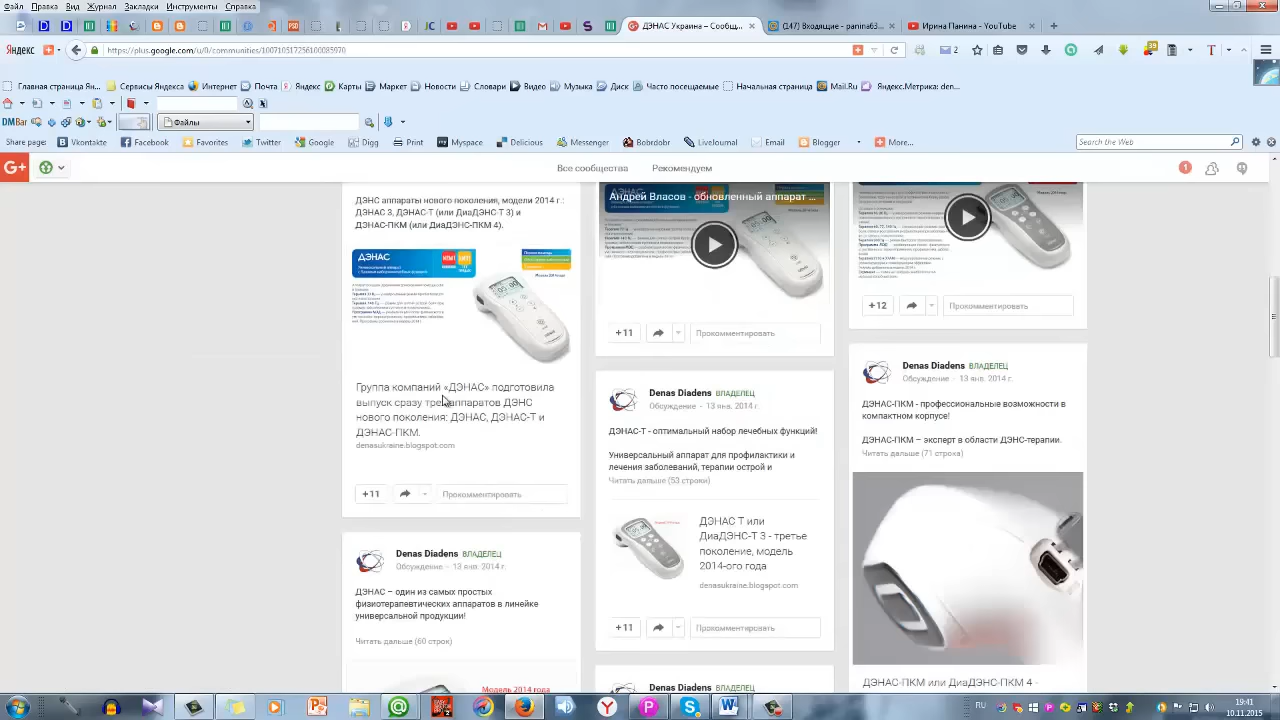 Файл Правка Вид Журнал Закладки Инструменты Справка
ДЭНАС Украина – Сообщ...
(247) Входящие - panina63...
Ирина Панина - YouTube
Яндекс
https://plus.google.com/u/0/communities/100710517256100085970
2
39
Главная страница Ян...
Сервисы Яндекса
Интернет
Почта
Яндекс
Карты
Маркет
Новости
Словари
Видео
Музыка
Диск
Часто посещаемые
Начальная страница
Mail.Ru
Яндекс.Метрика: den...
DMBar
Файлы
Share page:
Vkontakte
Facebook
Favorites
Twitter
Google
Digg
Print
Myspace
Delicious
Messenger
Bobrdobr
Livejournal
Email
Blogger
More...
Search the Web
G+
Все сообщества
Рекомендуем
1
аппараты нового поколения, модели 2014 г.:
ДЭНАС 3, ДЭНАС-Т (или ДиаДЭНС-Т 3) и
ДЭНАС-ПКМ (или ДиаДЭНС-ПКМ 4).
ДЭНАС
Группа компаний «ДЭНАС» подготовила
выпуск сразу трех аппаратов ДЭНС
нового поколения: ДЭНАС, ДЭНАС-Т и
ДЭНАС-ПКМ.
denasukraine.blogspot.com
+11
Прокомментировать
Denas Diadens ВЛАДЕЛЕЦ
Обсуждение - 13 янв. 2014 г.
ДЭНАС – один из самых простых
физиотерапевтических аппаратов в линейке
универсальной продукции!
Читать дальше (60 строк)
Модель 2014 года
Андрей Власов - обновленный аппарат ...
+11
Прокомментировать
Denas Diadens ВЛАДЕЛЕЦ
Обсуждение - 13 янв. 2014 г.
ДЭНАС-Т - оптимальный набор лечебных функций!
Универсальный аппарат для профилактики и
лечения заболеваний, терапии острой и
Читать дальше (53 строки)
ДЭНАС Т или
ДиаДЭНС-Т 3 - третье
поколение, модель
2014-ого года
denasukraine.blogspot.com
+11
Прокомментировать
Denas Diadens ВЛАДЕЛЕЦ
+12
Прокомментировать
Denas Diadens ВЛАДЕЛЕЦ
Обсуждение - 13 янв. 2014 г.
ДЭНАС-ПКМ - профессиональные возможности в
компактном корпусе!
ДЭНАС-ПКМ – эксперт в области ДЭНС-терапии.
Читать дальше (71 строка)
ДЭНАС-ПКМ или ДиаДЭНС-ПКМ 4 -
RU
19:41
10.11.2015